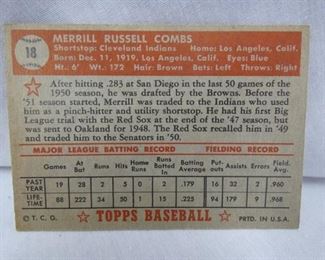 18
MERRILL RUSSELL COMBS
Shortstop: Cleveland Indians Home: Los Angeles, Calif.
Born: Dec. 11, 1919, Los Angeles, Calif. Eyes: Blue
Ht.: 6' Wt.: 172 Hair: Brown Bats: Left Throws: Right
After hitting .283 at San Diego in the last 50 games of the
1950 season, he was drafted by the Browns. Before the
'51 season started, Merrill was traded to the Indians who used
him as a pinch-hitter and utility shortstop. He had his first Big
League trial with the Red Sox at the end of the '47 season, but
was sent to Oakland for 1948. The Red Sox recalled him in '49
and traded him to the Senators in '50.
MAJOR LEAGUE BATTING RECORD FIELDING RECORD
Games At Bat Runs Hits Home Runs Runs Batted In Batting Avg. Put-outs Assists Errors Field. Avg.
PAST YEAR 19 28 2 5 0 2 .179 16 32 2 .960
LIFE-TIME 88 222 34 50 2 25 .225 94 179 9 .968
© T. C. G. TOPPS BASEBALL PRTD. IN U.S.A.